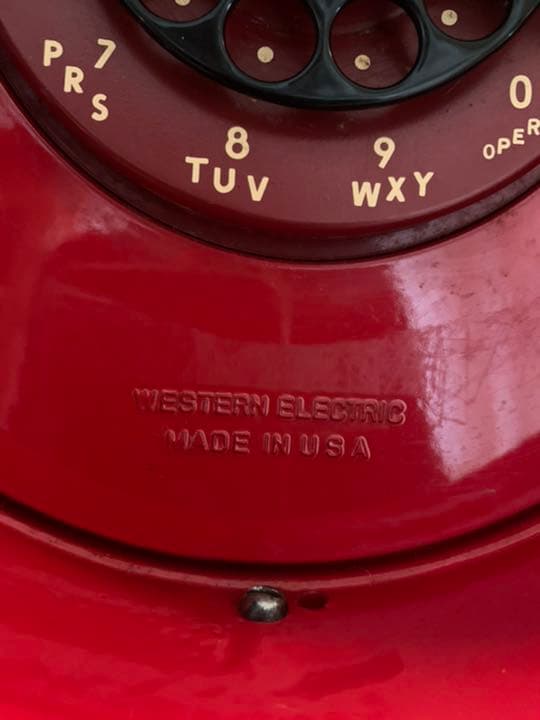 7
PRS
8
TUV
9
WXY
0
OPER
WESTERN ELECTRIC
MADE IN USA